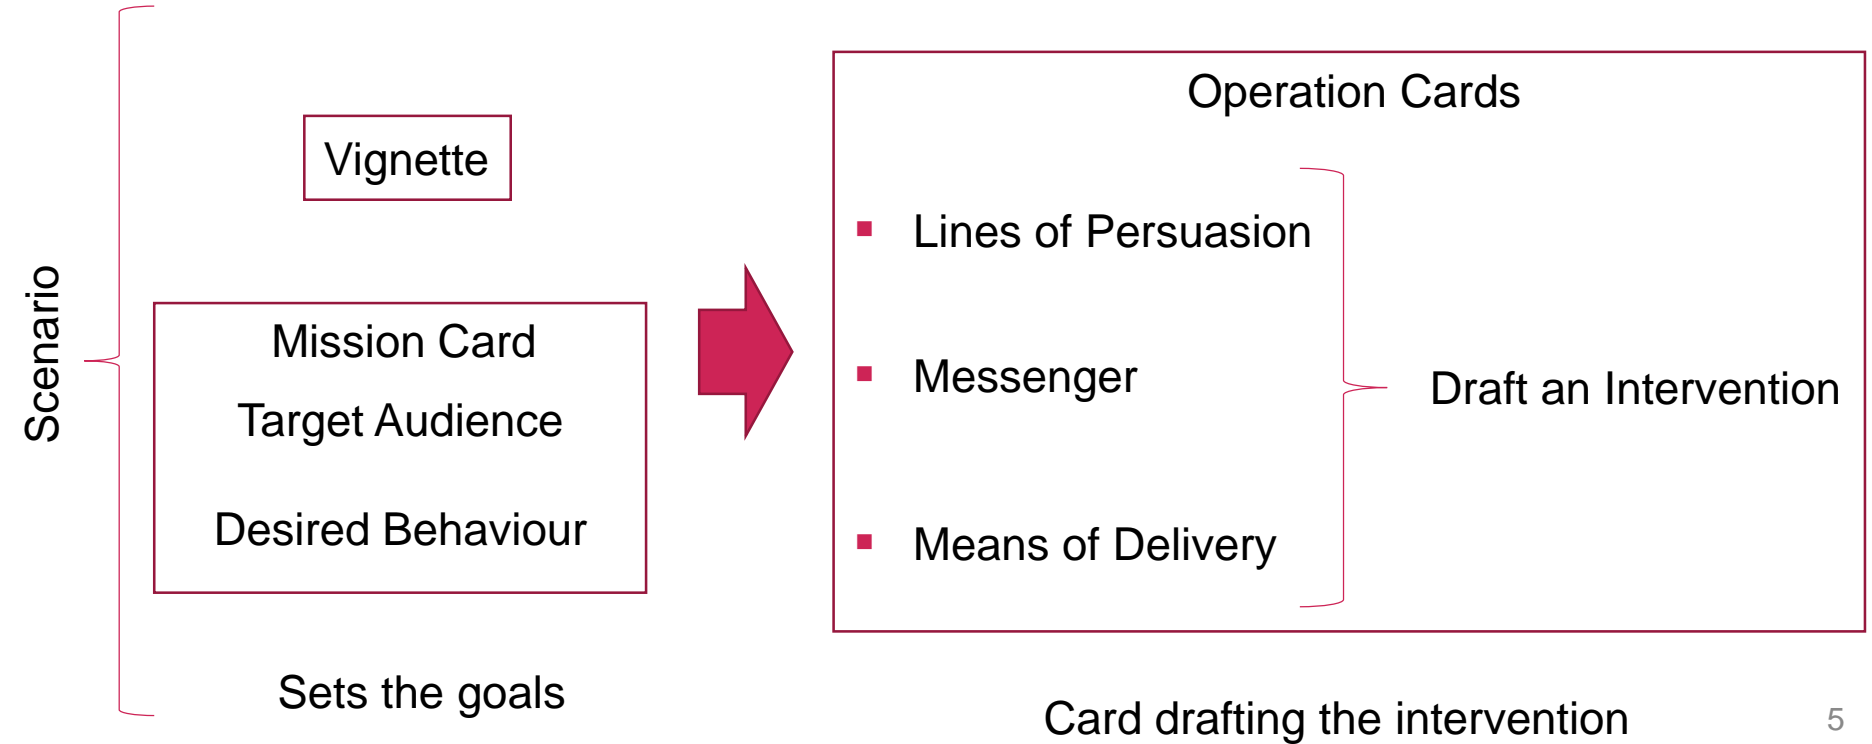 Scenario
Vignette
Mission Card
Target Audience
Desired Behaviour
Sets the goals
Operation Cards
Lines of Persuasion
Messenger
Means of Delivery
Draft an Intervention
Card drafting the intervention
5